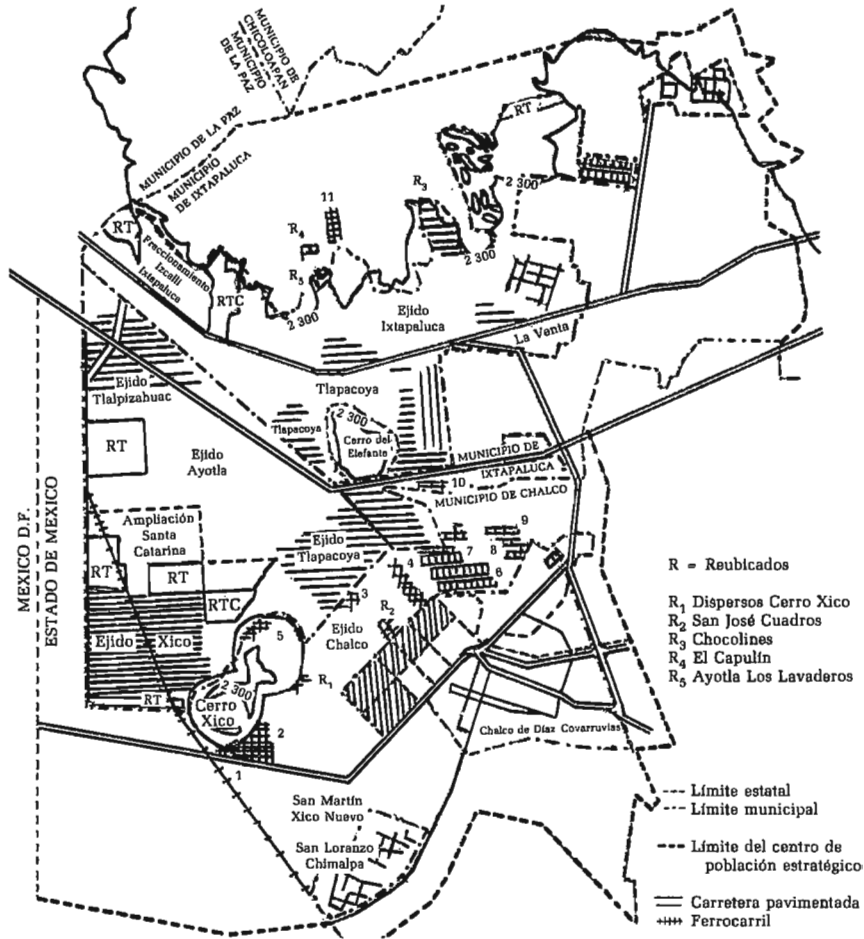 MUNICIPIO DE
CHICOLOAPAN
MUNICIPIO
DE LA PAZ
MUNICIPIO DE LA PAZ
MUNICIPIO
DE IXTAPALUCA
RT
RT
Fraccionamiento
Izcalli
Ixtapaluca
RTC
11
R4
R5
R3
2 300
2 300
2 300
Ejido
Ixtapaluca
La Venta
Ejido
Tlalpizahuac
Tlapacoya
Tlapacoya
2 300
Cerro del
Elefante
RT
Ejido
Ayotla
MUNICIPIO DE
IXTAPALUCA
10
MUNICIPIO DE CHALCO
MEXICO D.F.
ESTADO DE MEXICO
Ampliación
Santa
Catarina
RT
RT
RTC
Ejido
Tlapacoya
9
8
7
6
4
3
R2
Ejido
Chalco
5
Ejido Xico
2 300
Cerro
Xico
RT
R1
2
1
Chalco de Díaz Covarruvias
San Martín
Xico Nuevo
San Loranzo
Chimalpa
R = Reubicados
R1 Dispersos Cerro Xico
R2 San José Cuadros
R3 Chocolines
R4 El Capulín
R5 Ayotla Los Lavaderos
Límite estatal
Límite municipal
Límite del centro de
población estratégico
Carretera pavimentada
Ferrocarril